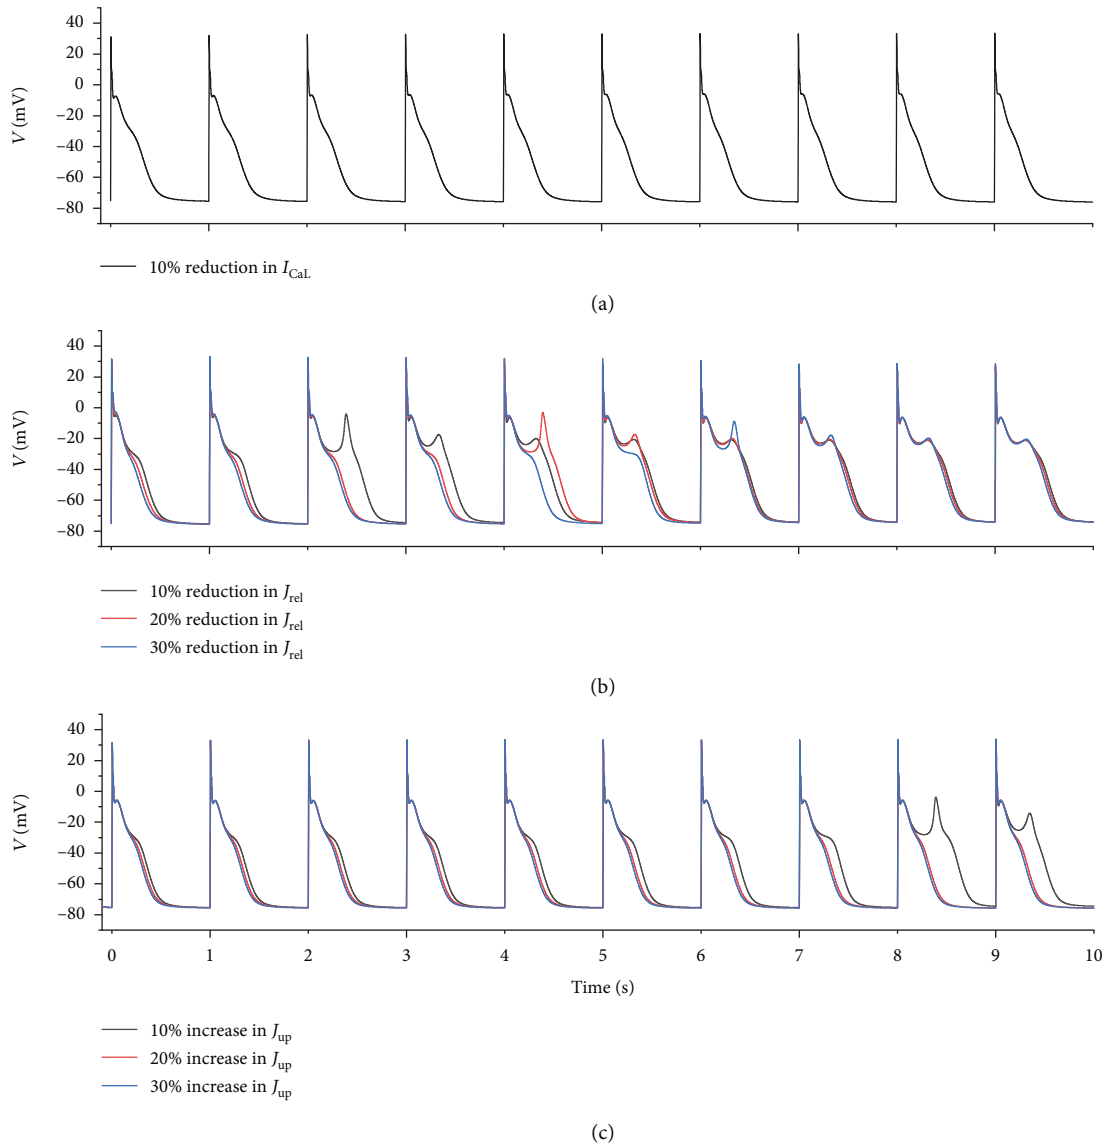 40
20
0
–20
–40
–60
–80
V (mV)
10% reduction in I_CaL
(a)
40
20
0
–20
–40
–60
–80
V (mV)
10% reduction in J_rel
20% reduction in J_rel
30% reduction in J_rel
(b)
40
20
0
–20
–40
–60
–80
V (mV)
0 1 2 3 4 5 6 7 8 9 10
Time (s)
10% increase in J_up
20% increase in J_up
30% increase in J_up
(c)